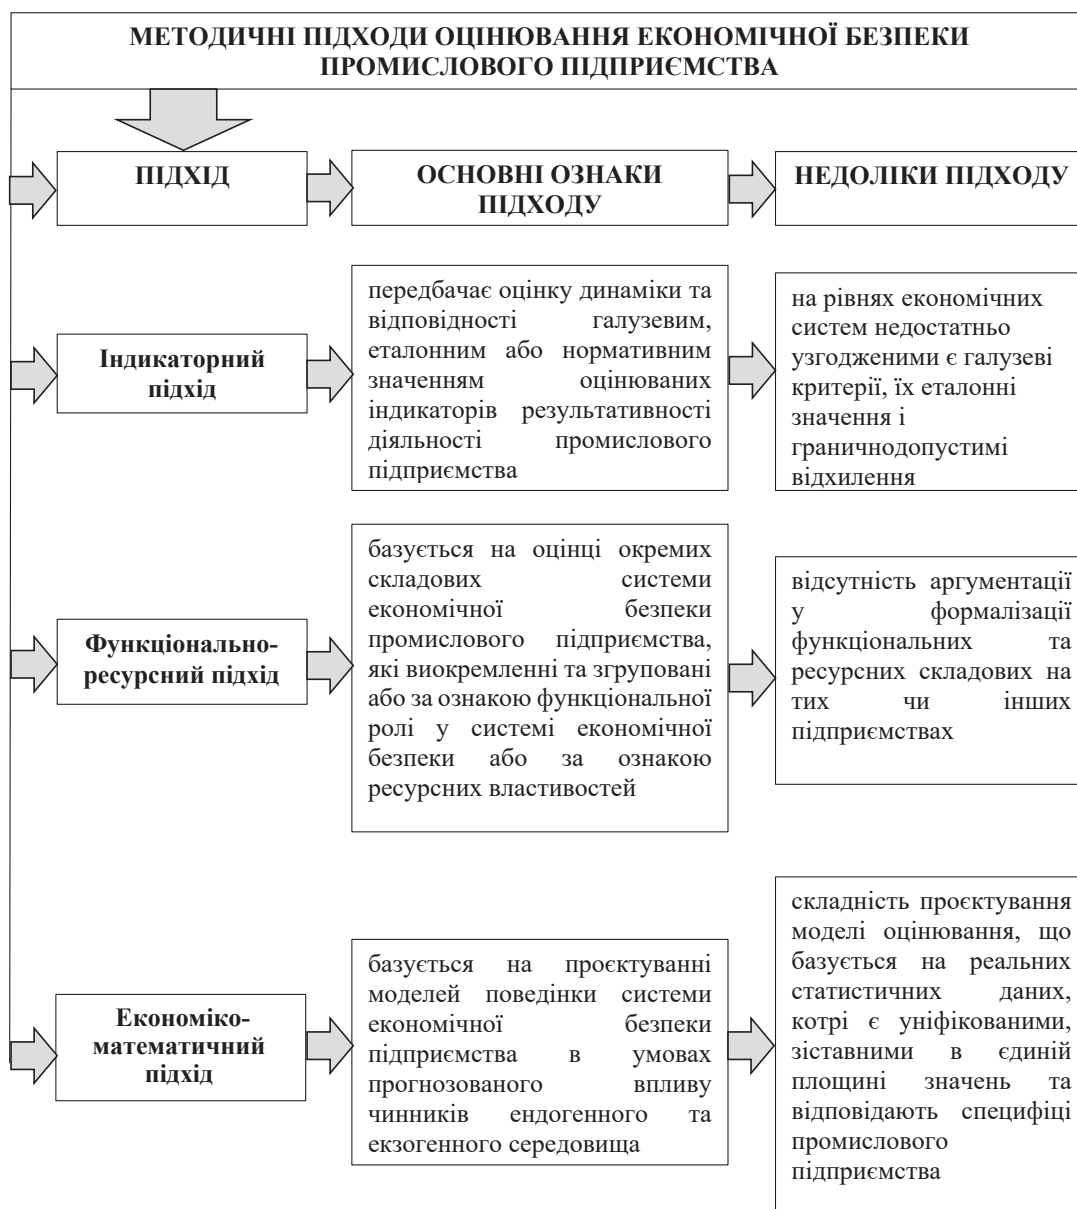 МЕТОДИЧНІ ПІДХОДИ ОЦІНЮВАННЯ ЕКОНОМІЧНОЇ БЕЗПЕКИ
ПРОМИСЛОВОГО ПІДПРИЄМСТВА
ПІДХІД
ОСНОВНІ ОЗНАКИ
ПІДХОДУ
НЕДОЛІКИ ПІДХОДУ
Індикаторний
підхід
передбачає оцінку динаміки та
відповідності галузевим,
еталонним або нормативним
значенням оцінюваних
індикаторів результативності
діяльності промислового
підприємства
на рівнях економічних
систем недостатньо
узгодженими є галузеві
критерії, їх еталонні
значення і
граничнодопустимі
відхилення
Функціонально-
ресурсний підхід
базується на оцінці окремих
складових системи
економічної безпеки
промислового підприємства,
які виокремленні та згруповані
або за ознакою функціональної
ролі у системі економічної
безпеки або за ознакою
ресурсних властивостей
відсутність аргументації
у формалізації
функціональних та
ресурсних складових на
тих чи інших
підприємствах
Економіко-
математичний
підхід
базується на проєктуванні
моделей поведінки системи
економічної безпеки
підприємства в умовах
прогнозованого впливу
чинників ендогенного та
екзогенного середовища
складність проєктування
моделі оцінювання, що
базується на реальних
статистичних даних,
котрі є уніфікованими,
зіставними в єдиній
площині значень та
відповідають специфіці
промислового
підприємства